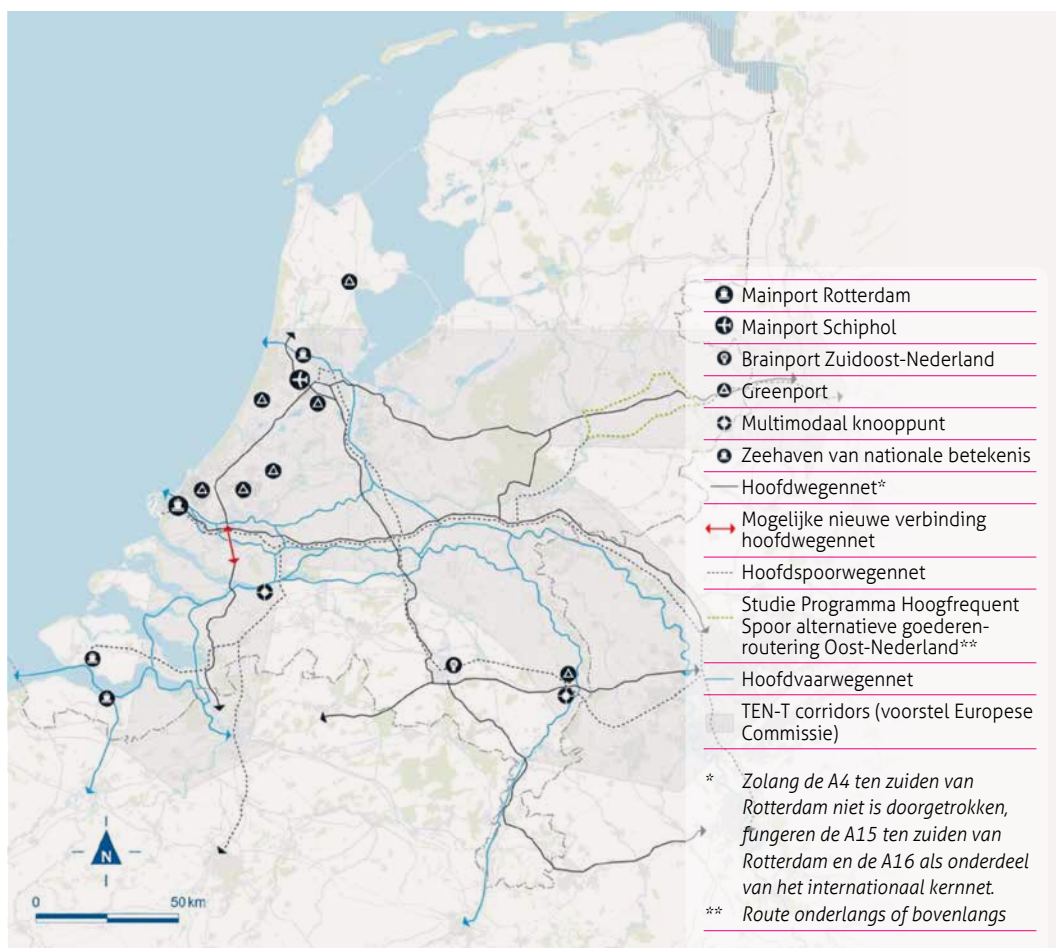 Mainport Rotterdam
Mainport Schiphol
Brainport Zuidoost-Nederland
Greenport
Multimodaal knooppunt
Zeehaven van nationale betekenis
Hoofdwegennet*
Mogelijke nieuwe verbinding
hoofdwegennet
Hoofdspoorwegennet
Studie Programma Hoogfrequent
Spoor alternatieve goederen-
routering Oost-Nederland**
Hoofdvaarwegennet
TEN-T corridors (voorstel Europese
Commissie)
* Zolang de A4 ten zuiden van
Rotterdam niet is doorgetrokken,
fungeren de A15 ten zuiden van
Rotterdam en de A16 als onderdeel
van het internationaal kernnet.
** Route onderlangs of bovenlangs
N
0 50 km